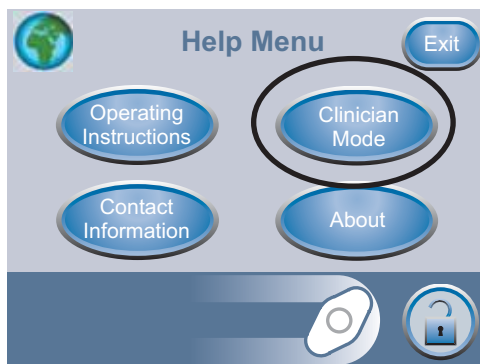 Help Menu
Exit
Operating
Instructions
Clinician
Mode
Contact
Information
About